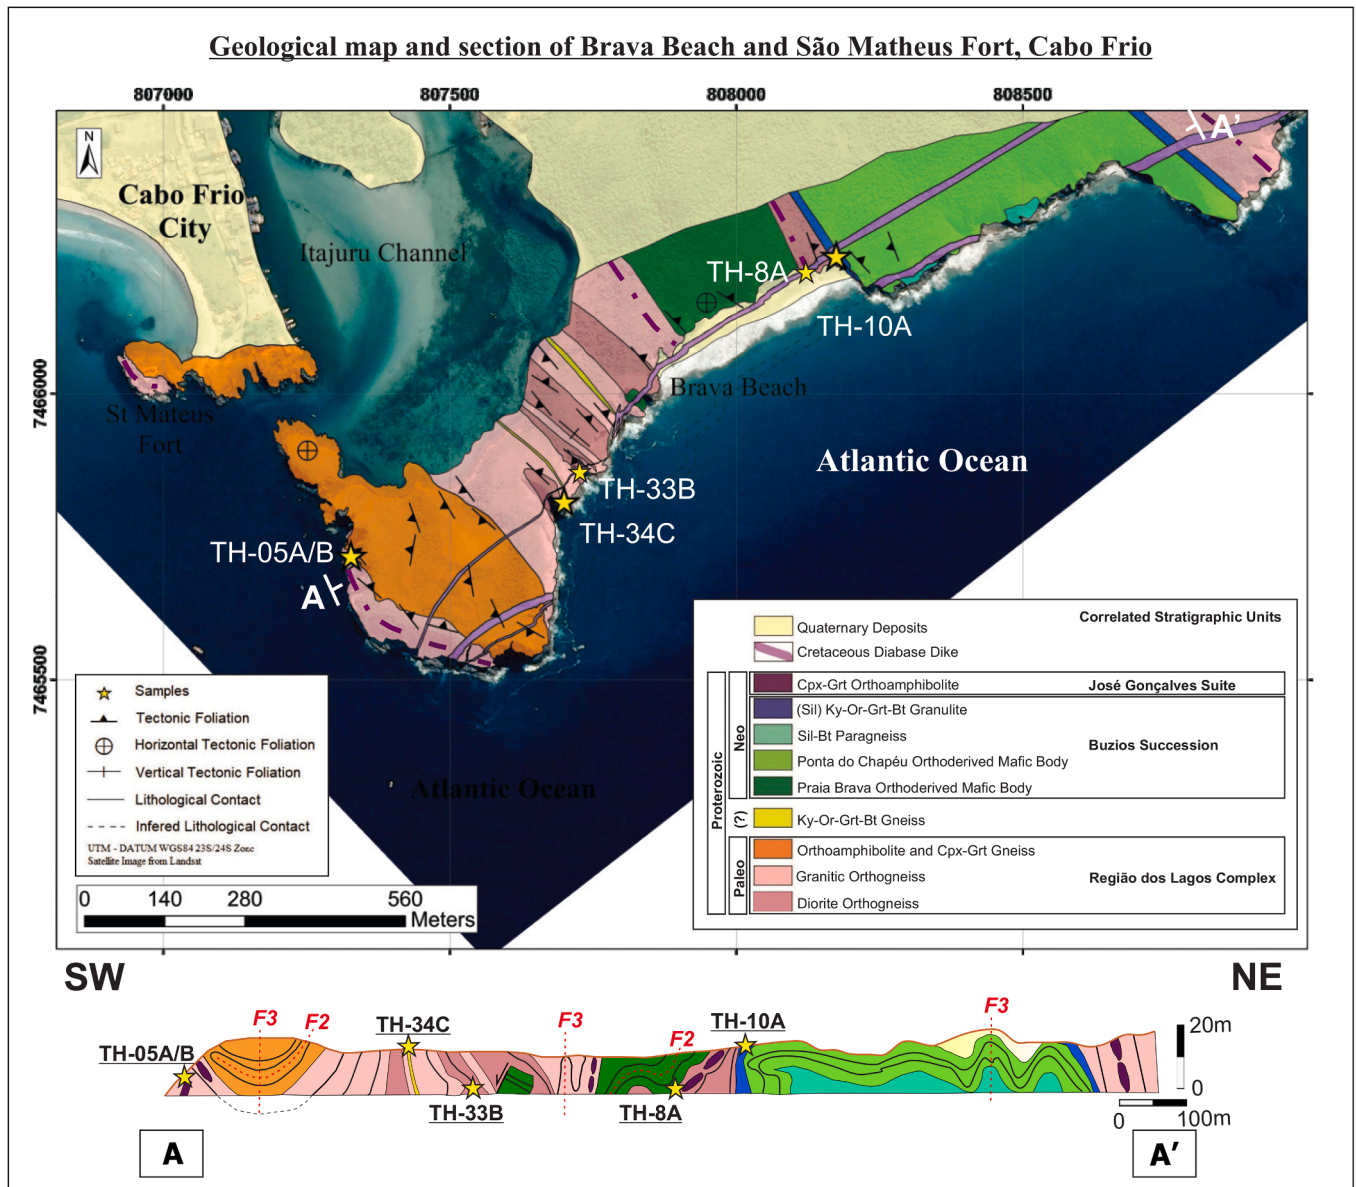 Geological map and section of Brava Beach and São Matheus Fort, Cabo Frio
807000
807500
808000
808500
N
A’
Cabo Frio
City
Itajuru Channel
TH-8A
TH-10A
7466000
Brava Beach
St Mateus
Fort
Atlantic Ocean
TH-33B
TH-34C
TH-05A/B
A
7465500
Atlantic Ocean
Samples
Tectonic Foliation
Horizontal Tectonic Foliation
Vertical Tectonic Foliation
Lithological Contact
Infered Lithological Contact
UTM - DATUM WGS84 23S/24S Zone
Satellite Image from Landsat
0 140 280 560
Meters
Correlated Stratigraphic Units
Quaternary Deposits
Cretaceous Diabase Dike
Cpx-Grt Orthoamphibolite
José Gonçalves Suite
(Sil) Ky-Or-Grt-Bt Granulite
Sil-Bt Paragneiss
Buzios Succession
Ponta do Chapéu Orthoderived Mafic Body
Praia Brava Orthoderived Mafic Body
Ky-Or-Grt-Bt Gneiss
Orthoamphibolite and Cpx-Grt Gneiss
Granitic Orthogneiss
Região dos Lagos Complex
Diorite Orthogneiss
Proterozoic
Neo
(?)
Paleo
SW
NE
F3
F2
TH-34C
F3
F2
TH-10A
F3
TH-05A/B
TH-33B
TH-8A
20m
0
0 100m
A
A’